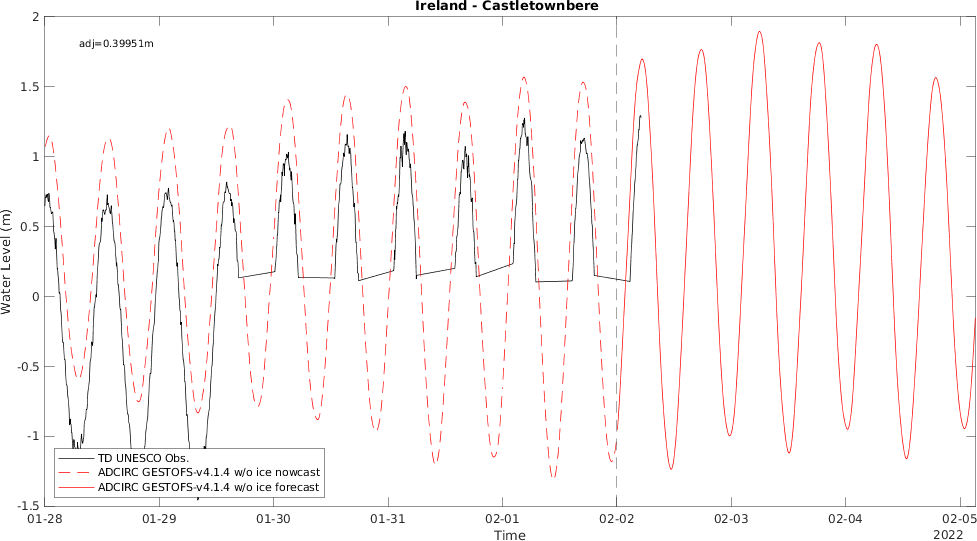 Ireland - Castletownbere
adj=0.39951m
Water Level (m)
2
1.5
1
0.5
0
-0.5
-1
-1.5
TD UNESCO Obs.
ADCIRC GESTOFS-v4.1.4 w/o ice nowcast
ADCIRC GESTOFS-v4.1.4 w/o ice forecast
01-28 01-29 01-30 01-31 02-01 02-02 02-03 02-04 02-05
Time
2022